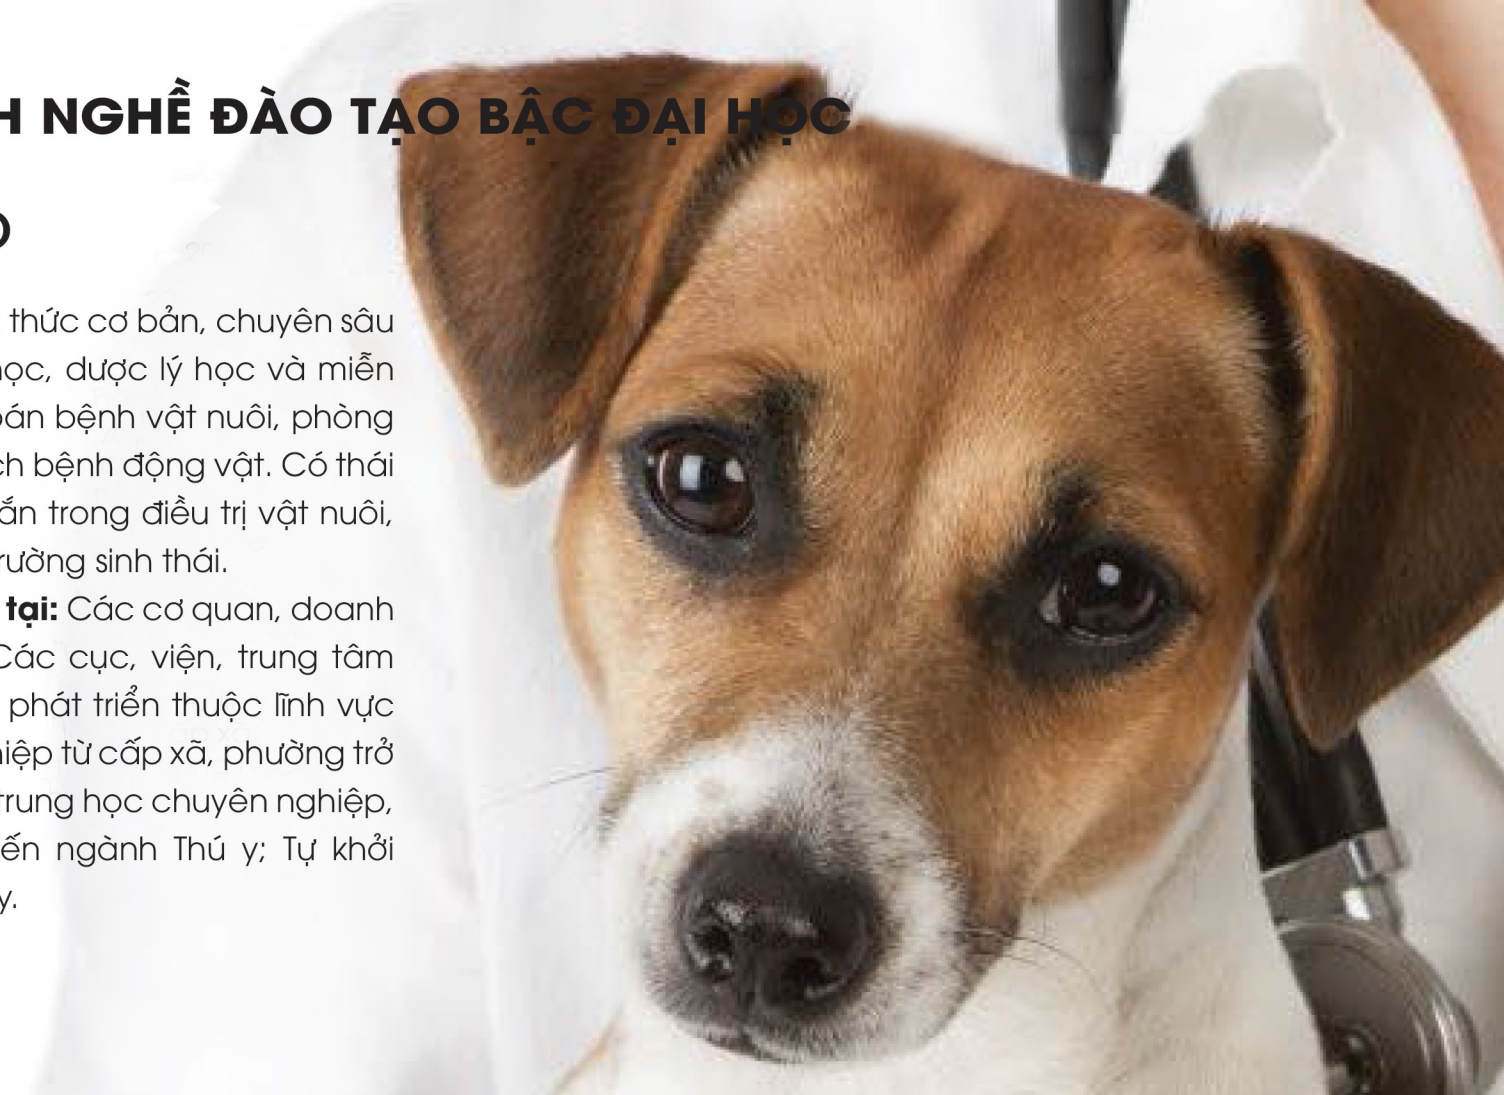 H NGHỀ ĐÀO TẠO BẬC ĐẠI HỌC
O
thức cơ bản, chuyên sâu
học, dược lý học và miễn
oán bệnh vật nuôi, phòng
ch bệnh động vật. Có thái
ắn trong điều trị vật nuôi,
rường sinh thái.
tại: Các cơ quan, doanh
Các cục, viện, trung tâm
phát triển thuộc lĩnh vực
niệp từ cấp xã, phường trở
trung học chuyên nghiệp,
ến ngành Thú y; Tự khởi
y.